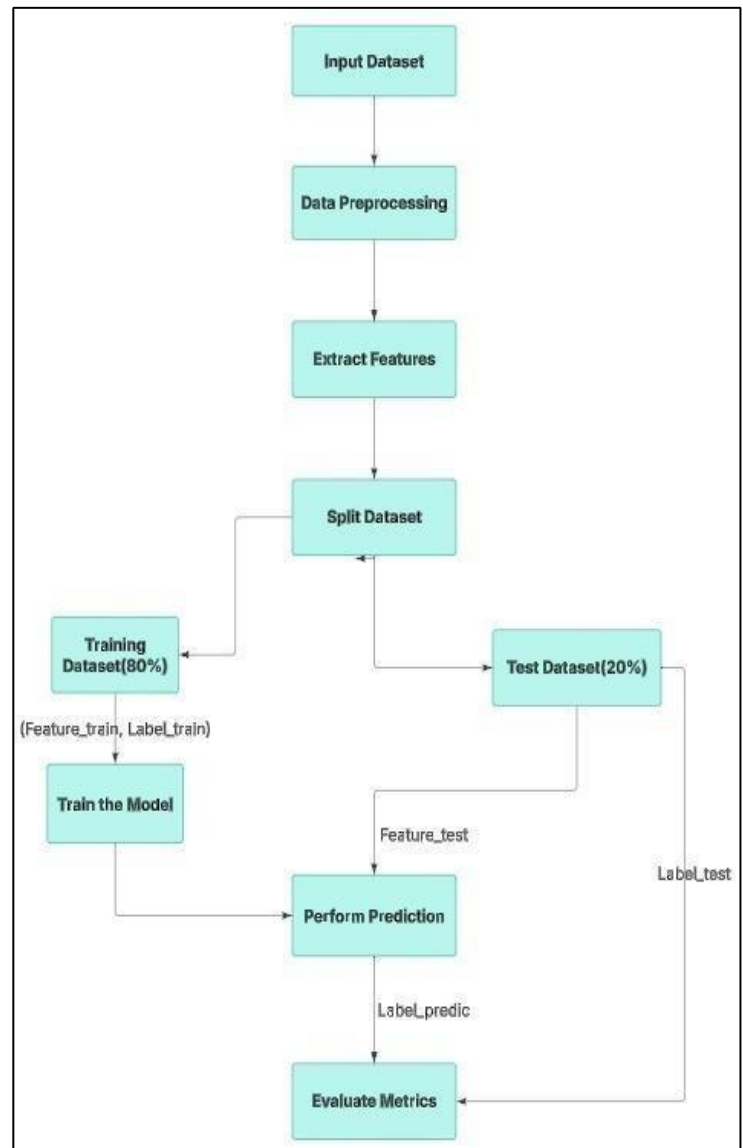 Input Dataset
Data Preprocessing
Extract Features
Split Dataset
Training
Dataset(80%)
Test Dataset(20%)
(Feature_train, Label_train)
Train the Model
Feature_test
Label_test
Perform Prediction
Label_predic
Evaluate Metrics